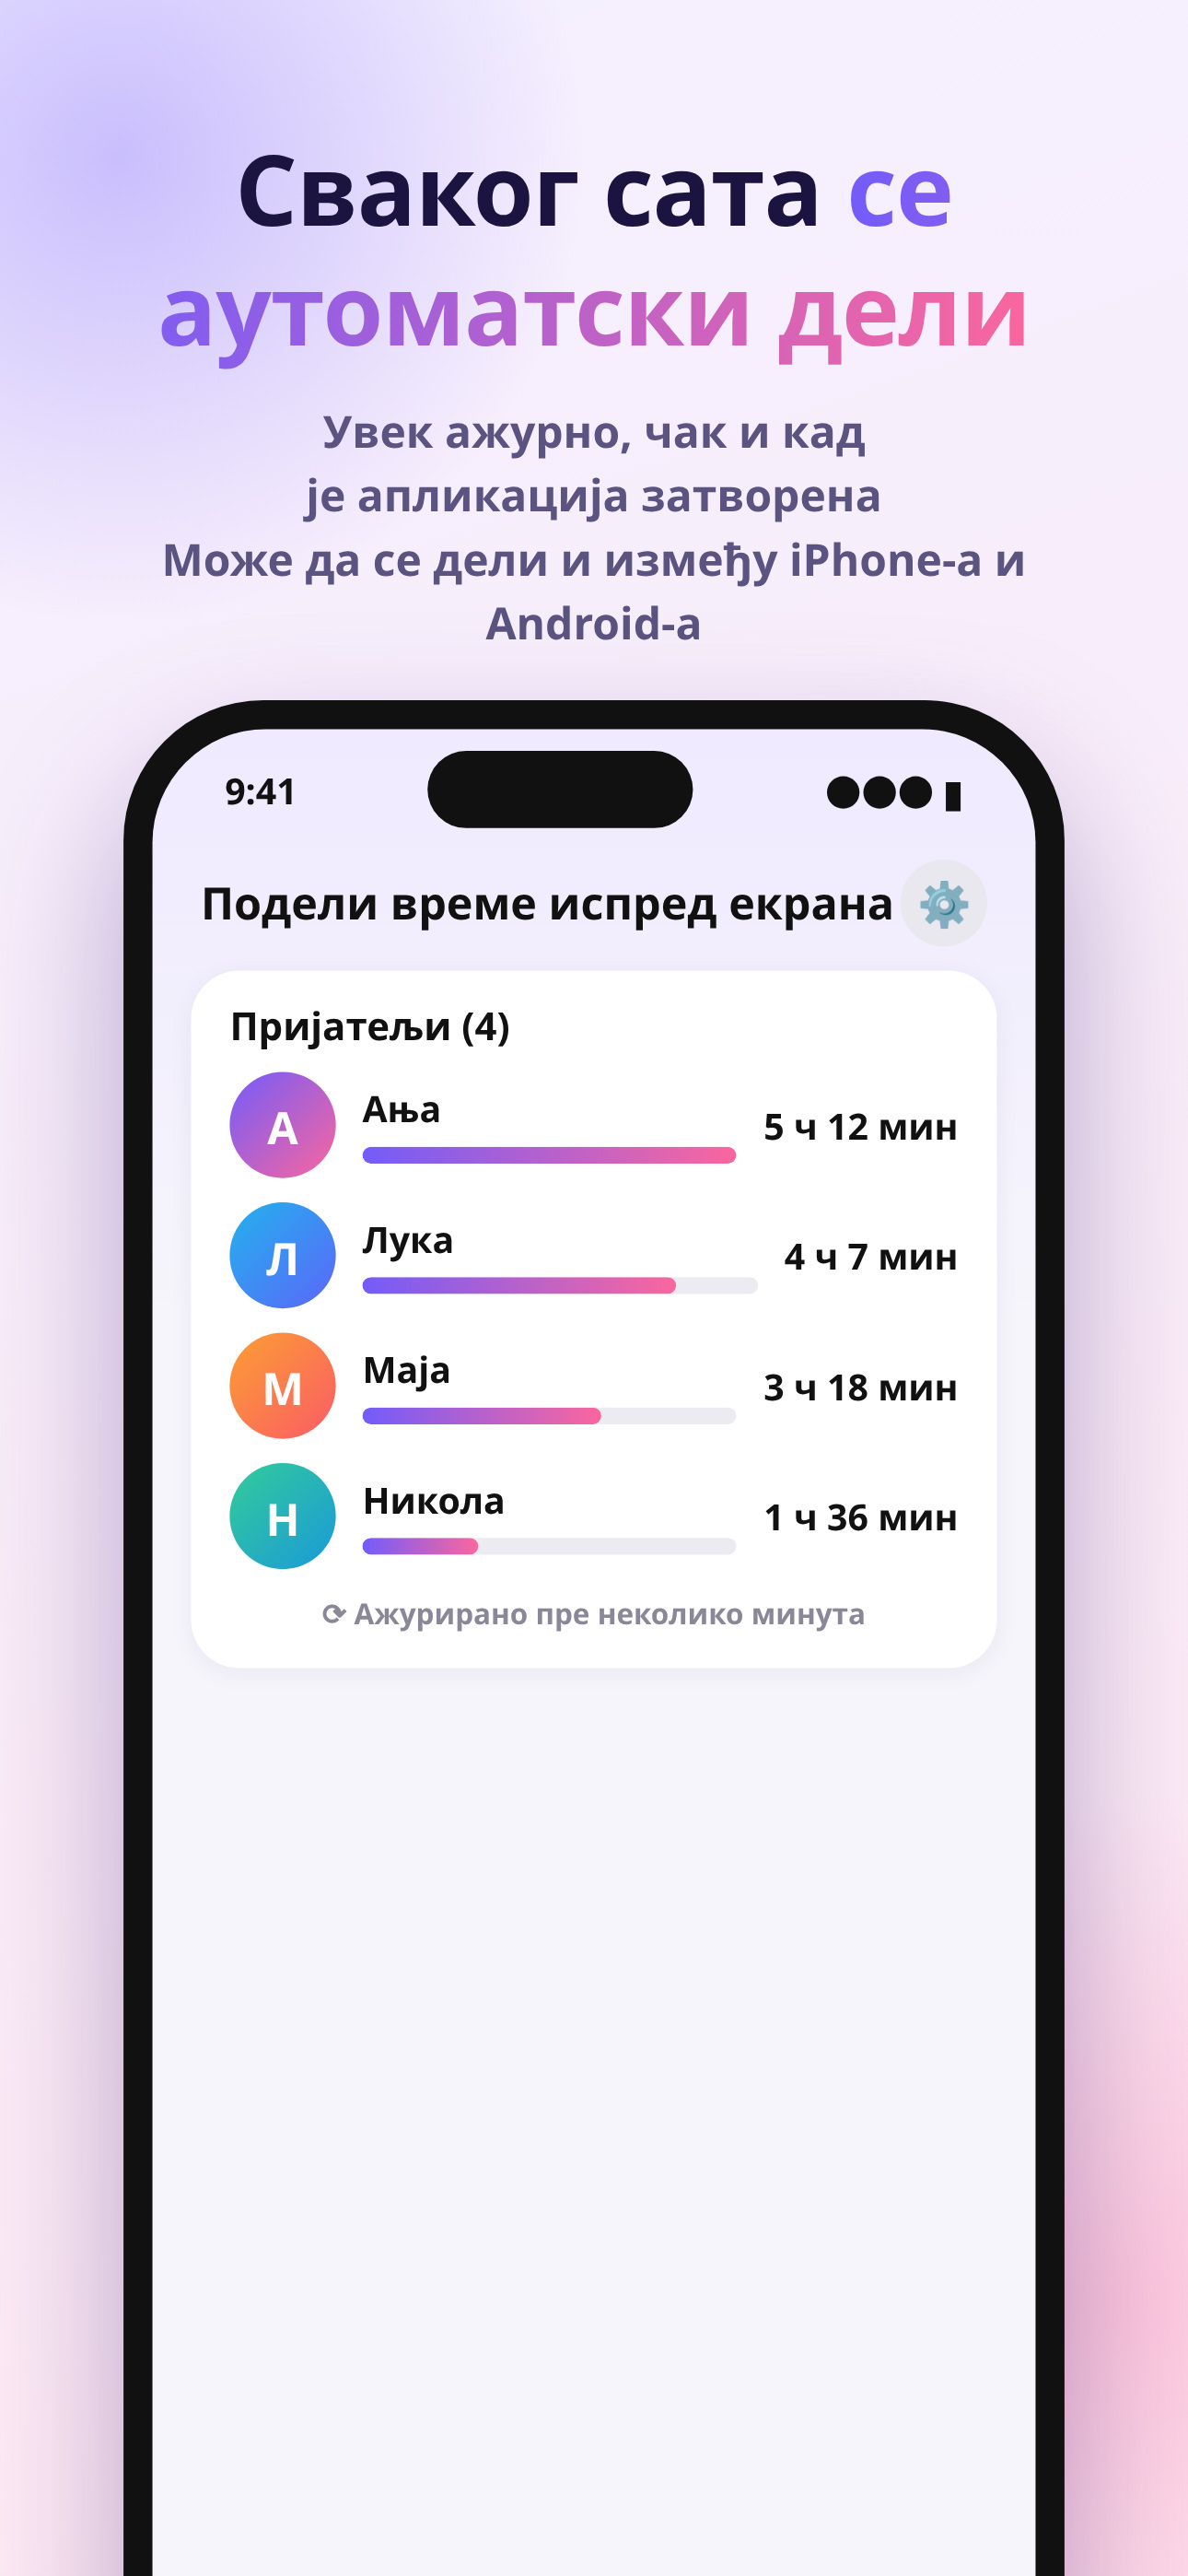 Сваког сата се
аутоматски дели
Увек ажурно, чак и кад
је апликација затворена
Може да се дели и између iPhone-а и
Android-а
9:41
Подели време испред екрана
Пријатељи (4)
А
Ања
5 ч 12 мин
Л
Лука
4 ч 7 мин
М
Маја
3 ч 18 мин
Н
Никола
1 ч 36 мин
⟳ Ажурирано пре неколико минута